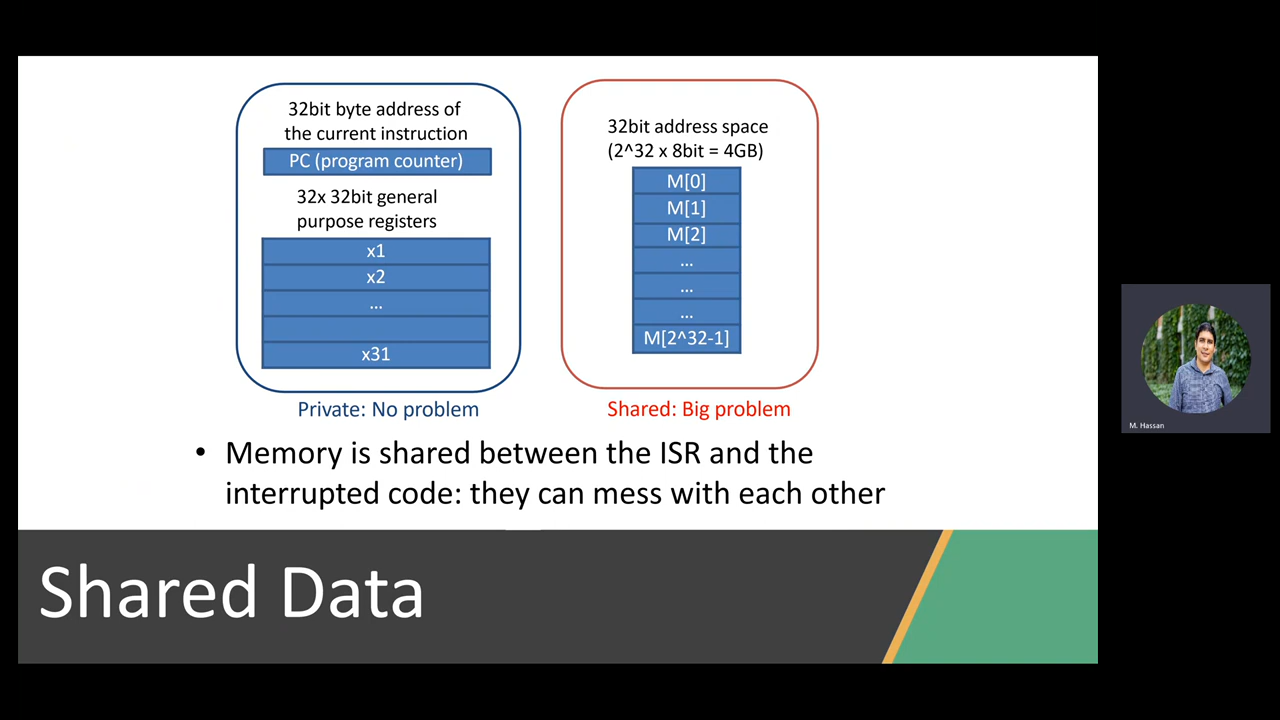 32bit byte address of
the current instruction
PC (program counter)
32x 32bit general
purpose registers
x1
x2
...
x31
Private: No problem
32bit address space
(2^32 x 8bit = 4GB)
M[0]
M[1]
M[2]
...
...
...
M[2^32-1]
Shared: Big problem
• Memory is shared between the ISR and the
interrupted code: they can mess with each other
Shared Data
M. Hassan